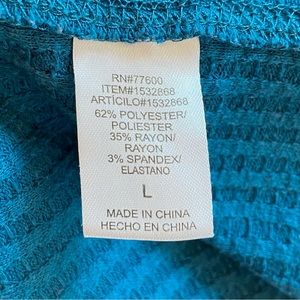 RN#77600
ITEM#1532868
ARTÍCILO#1532868
62% POLYESTER/
POLIESTER
35% RAYON/
RAYON
3% SPANDEX/
ELASTANO
L
MADE IN CHINA
HECHO EN CHINA